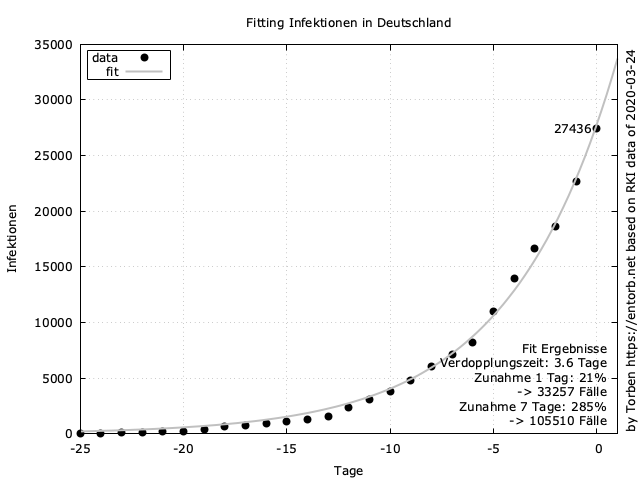 Fitting Infektionen in Deutschland
35000
30000
25000
20000
15000
10000
5000
0
-25
-20
-15
-10
-5
0
Infektionen
Tage
data
fit
27436
Fit Ergebnisse
Verdopplungszeit: 3.6 Tage
Zunahme 1 Tag: 21%
-> 33257 Fälle
Zunahme 7 Tage: 285%
-> 105510 Fälle
by Torben https://entorb.net based on RKI data of 2020-03-24